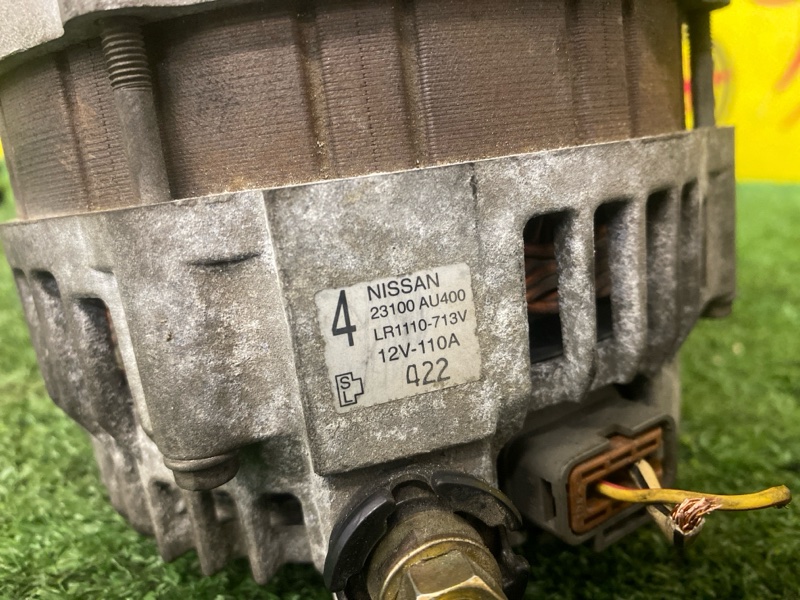 4
NISSAN
23100 AU400
LR1110-713V
12V-110A
S
L
422